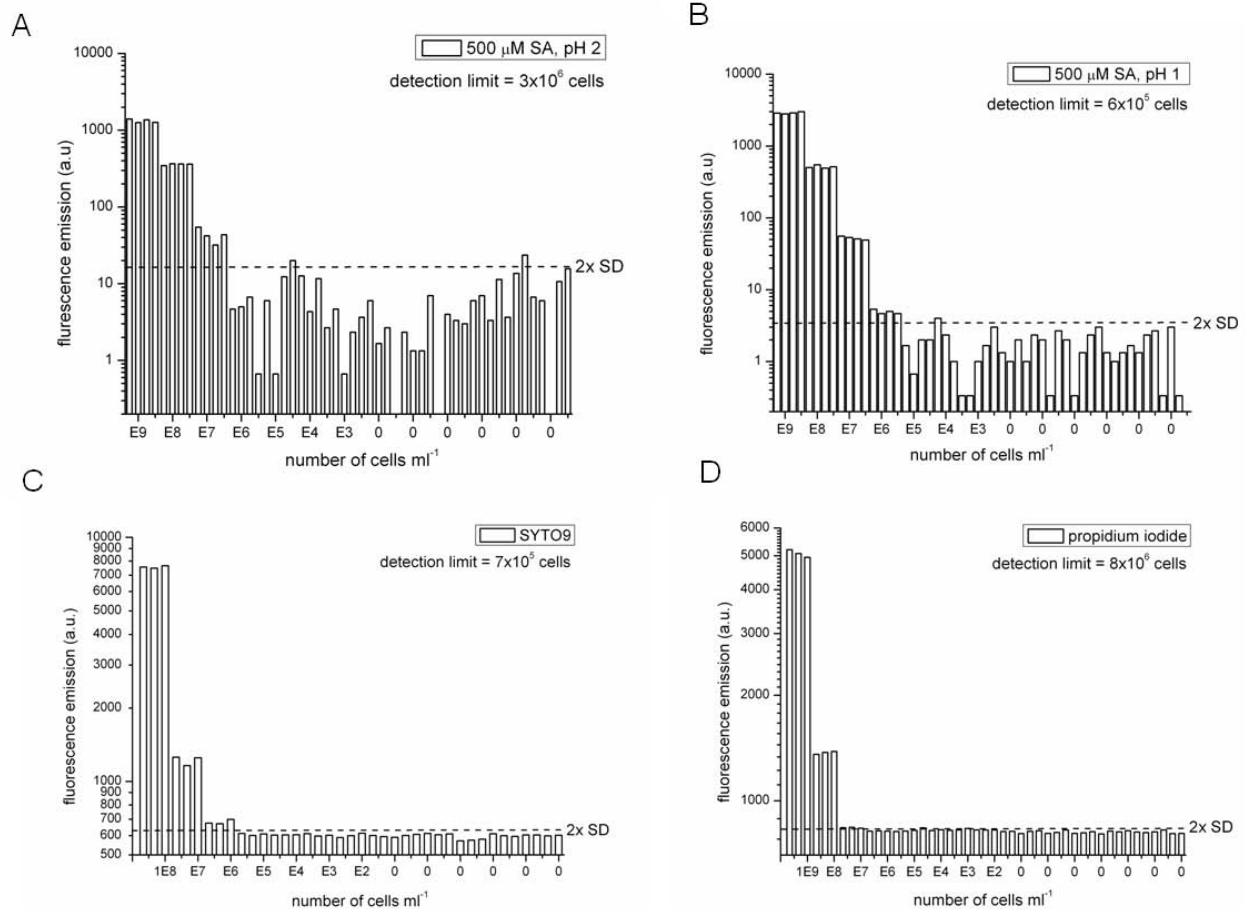 A
500 μM SA, pH 2
detection limit = 3x10⁶ cells
flurescence emission (a.u)
10000
1000
100
10
1
2x SD
E9 E8 E7 E6 E5 E4 E3 0 0 0 0 0 0
number of cells ml⁻¹
B
500 μM SA, pH 1
detection limit = 6x10⁵ cells
fluorescence emission (a.u)
10000
1000
100
10
1
2x SD
E9 E8 E7 E6 E5 E4 E3 0 0 0 0 0 0
number of cells ml⁻¹
C
SYTO9
detection limit = 7x10⁵ cells
fluorescence emission (a.u.)
10000
9000
8000
7000
6000
5000
4000
3000
2000
1000
900
800
700
600
500
2x SD
1E8 E7 E6 E5 E4 E3 E2 0 0 0 0 0 0
number of cells ml⁻¹
D
propidium iodide
detection limit = 8x10⁶ cells
fluorescence emission (a.u.)
6000
5000
4000
3000
2000
1000
2x SD
1E9 E8 E7 E6 E5 E4 E3 E2 0 0 0 0 0 0 0
number of cells ml⁻¹